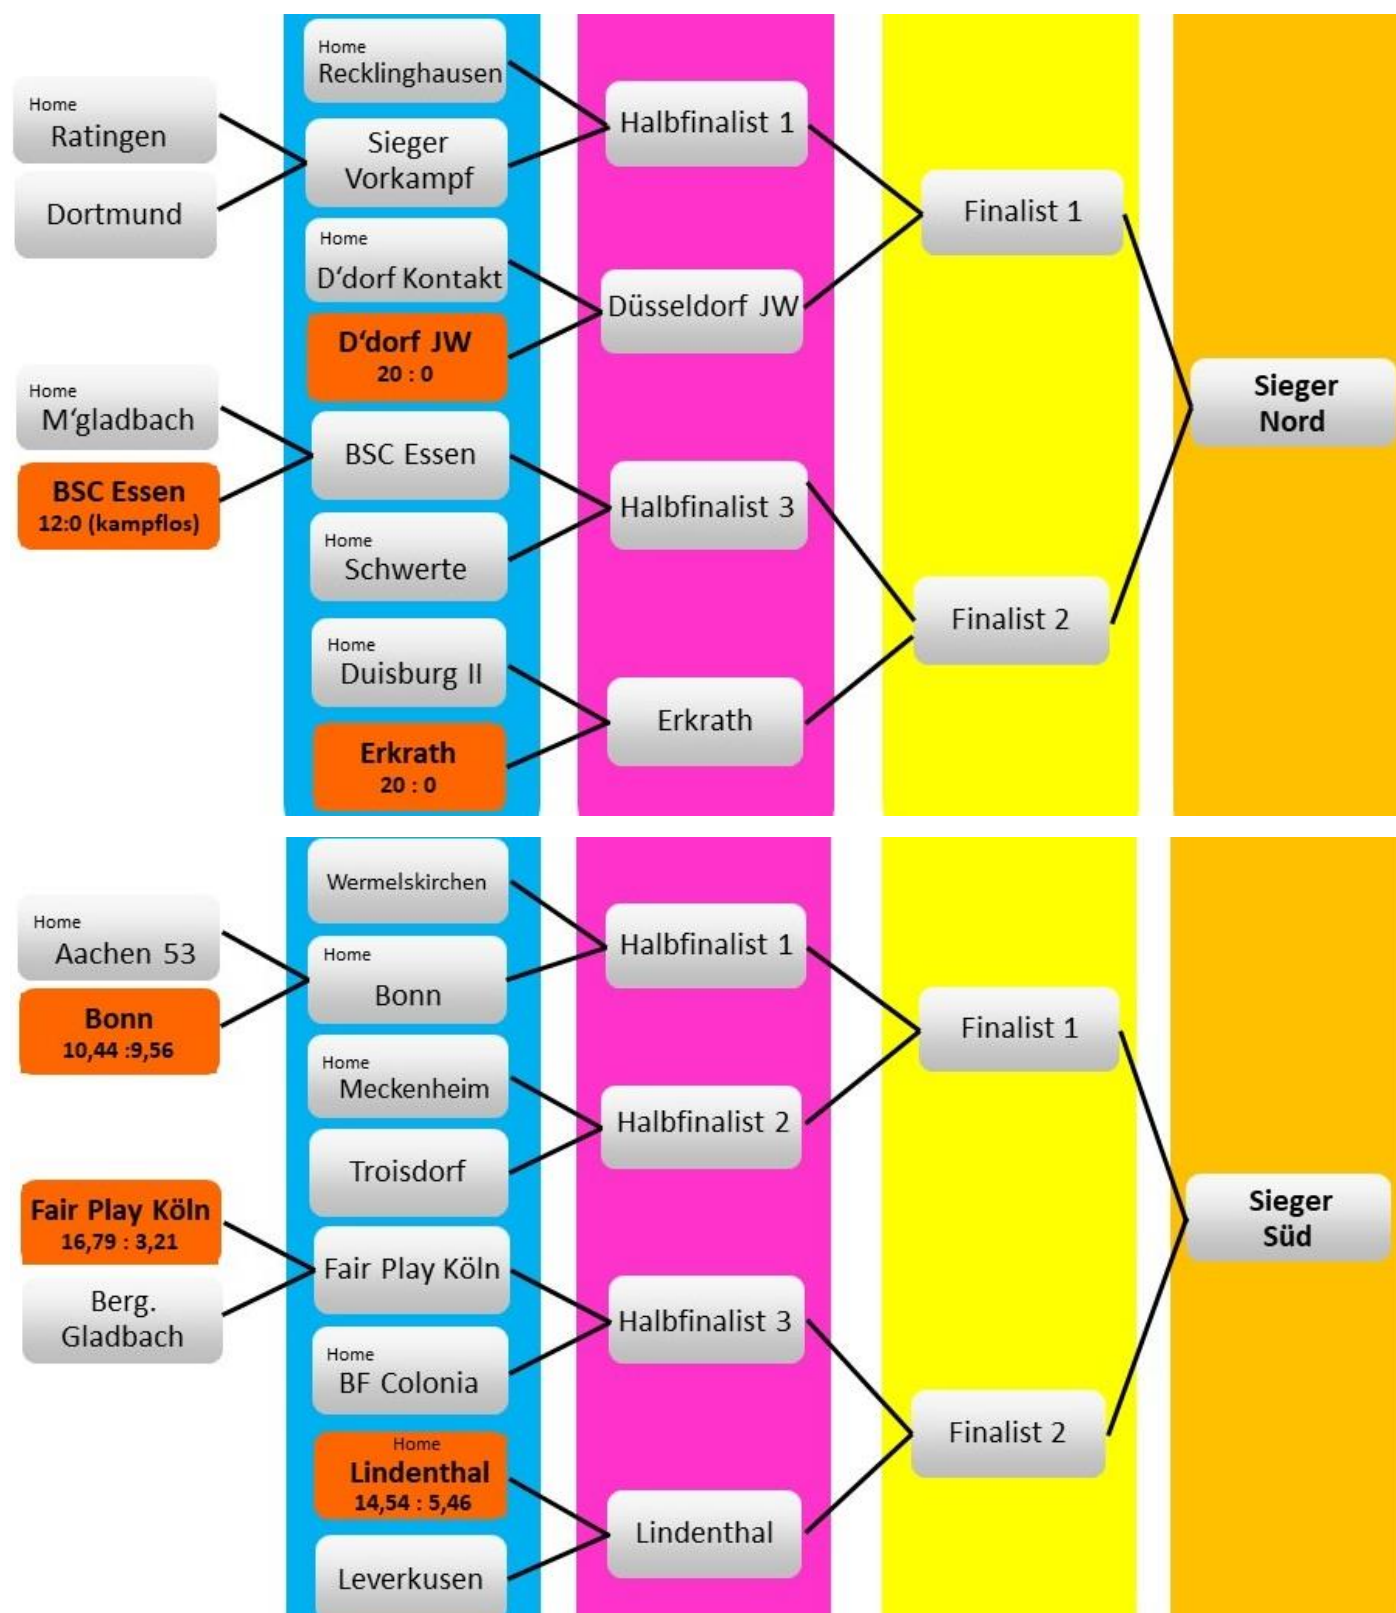 Home
Ratingen
Dortmund
Home
M‘gladbach
BSC Essen
12:0 (kampflos)
Home
Recklinghausen
Sieger
Vorkampf
Home
D‘dorf Kontakt
D‘dorf JW
20 : 0
BSC Essen
Home
Schwerte
Home
Duisburg II
Erkrath
20 : 0
Halbfinalist 1
Düsseldorf JW
Halbfinalist 3
Erkrath
Finalist 1
Finalist 2
Sieger
Nord
Home
Aachen 53
Bonn
10,44 :9,56
Fair Play Köln
16,79 : 3,21
Berg.
Gladbach
Wermelskirchen
Home
Bonn
Home
Meckenheim
Troisdorf
Fair Play Köln
Home
BF Colonia
Home
Lindenthal
14,54 : 5,46
Leverkusen
Halbfinalist 1
Halbfinalist 2
Halbfinalist 3
Lindenthal
Finalist 1
Finalist 2
Sieger
Süd